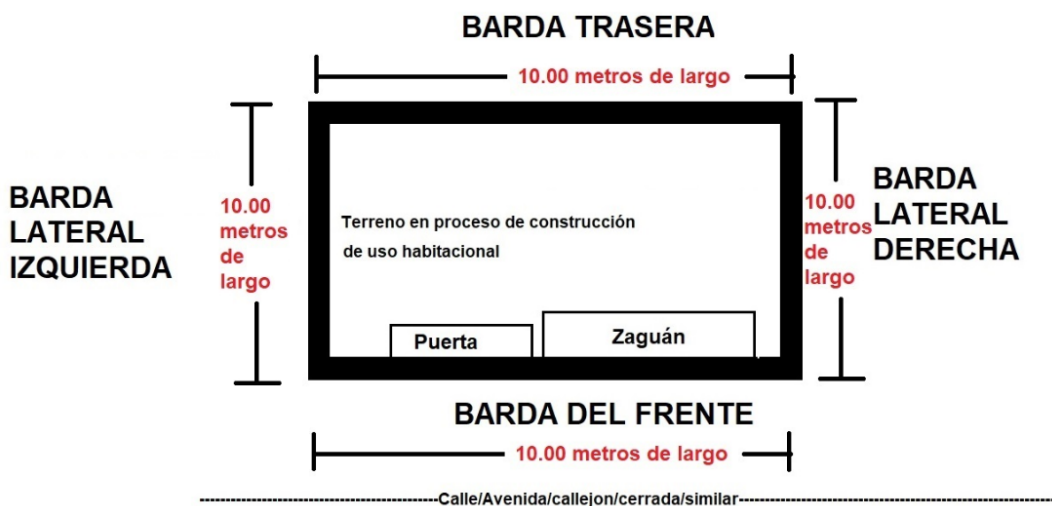 BARDA TRASERA
10.00 metros de largo
BARDA
LATERAL
IZQUIERDA
10.00
metros
de
largo
Terreno en proceso de construcción
de uso habitacional
Puerta
Zaguán
10.00
metros
de
largo
BARDA
LATERAL
DERECHA
BARDA DEL FRENTE
10.00 metros de largo
Calle/Avenida/callejon/cerrada/similar